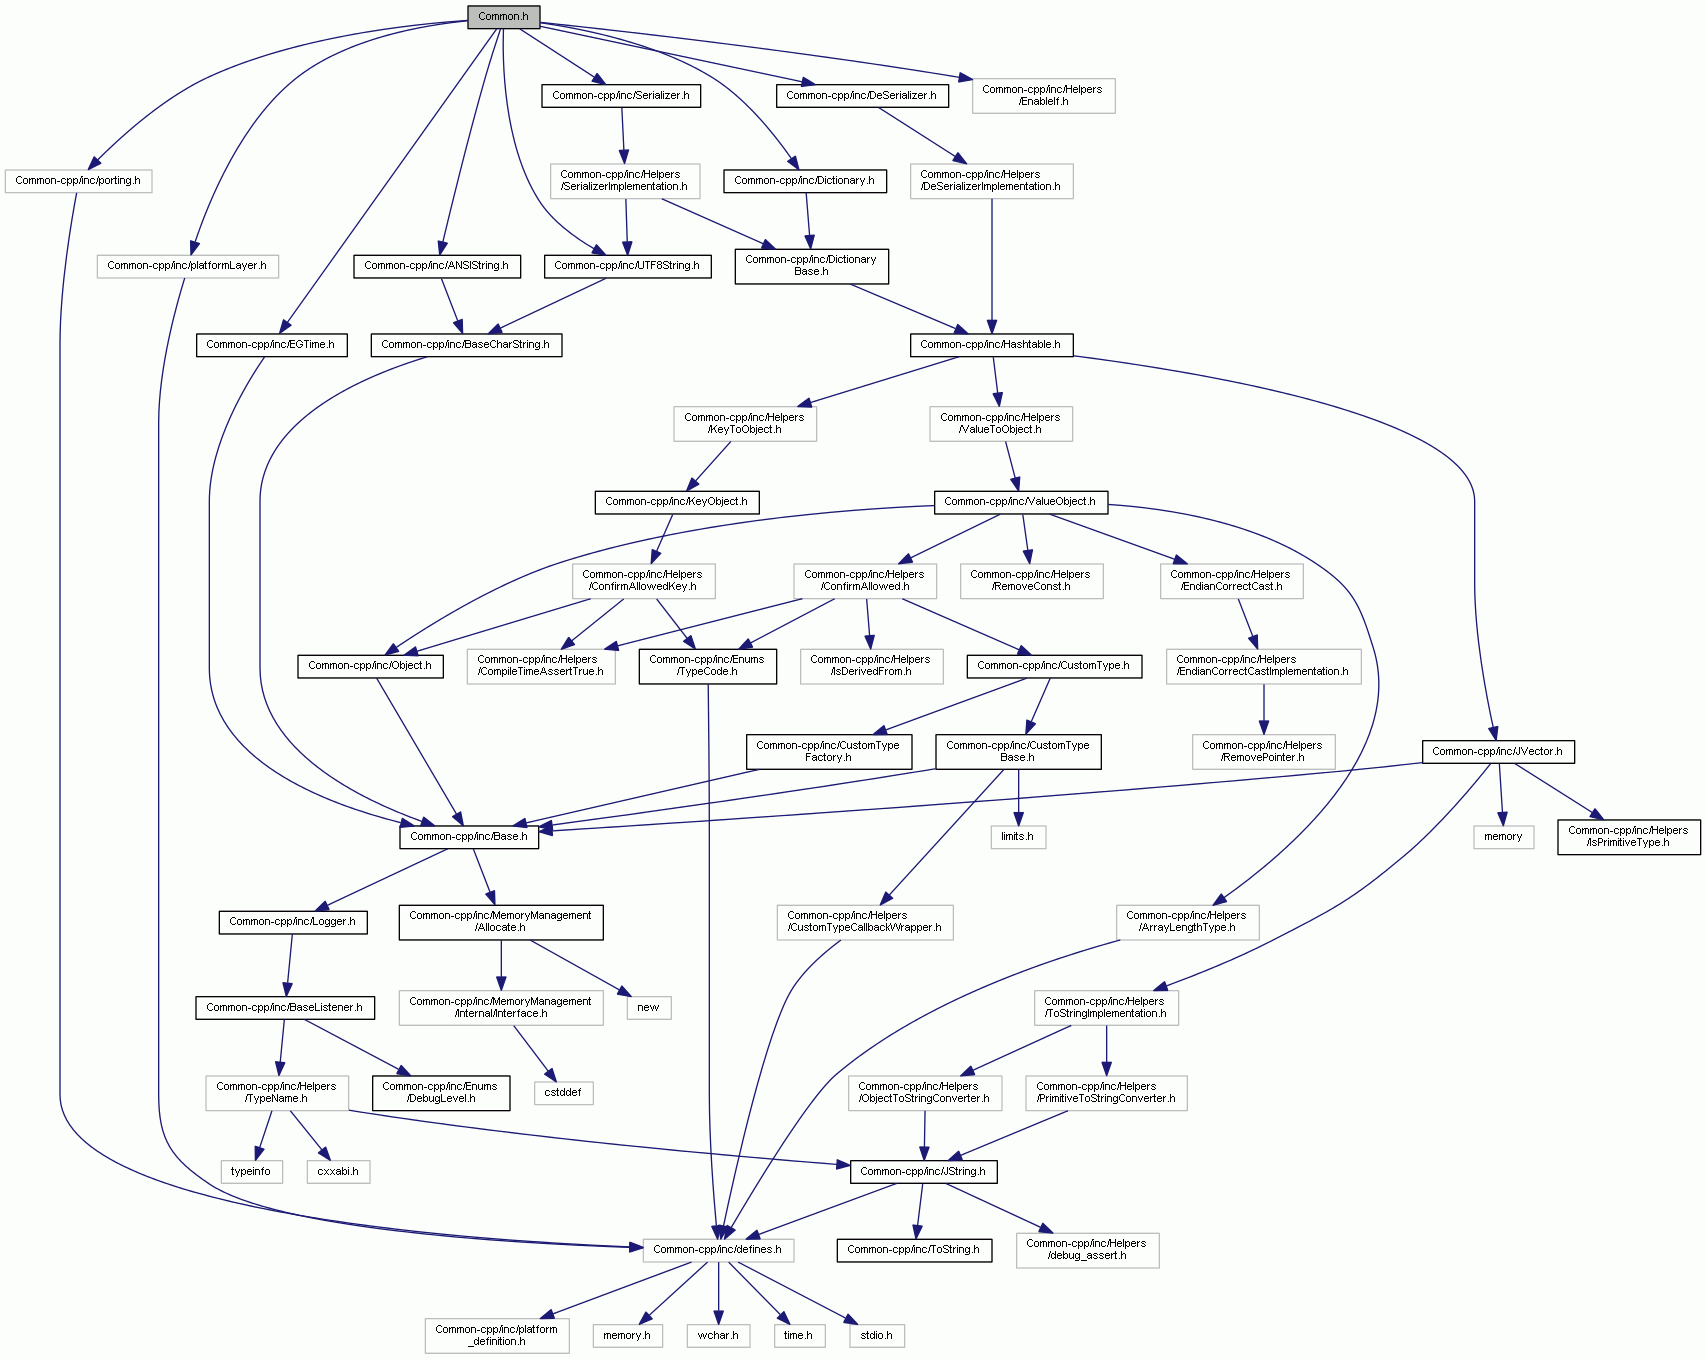 Common.h
Common-cpp/inc/Serializer.h
Common-cpp/inc/DeSerializer.h
Common-cpp/inc/Helpers
/EnableIf.h
Common-cpp/inc/porting.h
Common-cpp/inc/Helpers
/SerializerImplementation.h
Common-cpp/inc/Dictionary.h
Common-cpp/inc/Helpers
/DeSerializerImplementation.h
Common-cpp/inc/platformLayer.h
Common-cpp/inc/ANSIString.h
Common-cpp/inc/UTF8String.h
Common-cpp/inc/Dictionary
Base.h
Common-cpp/inc/EGTime.h
Common-cpp/inc/BaseCharString.h
Common-cpp/inc/Hashtable.h
Common-cpp/inc/Helpers
/KeyToObject.h
Common-cpp/inc/Helpers
/ValueToObject.h
Common-cpp/inc/KeyObject.h
Common-cpp/inc/ValueObject.h
Common-cpp/inc/Helpers
/ConfirmAllowedKey.h
Common-cpp/inc/Helpers
/ConfirmAllowed.h
Common-cpp/inc/Helpers
/RemoveConst.h
Common-cpp/inc/Helpers
/EndianCorrectCast.h
Common-cpp/inc/Object.h
Common-cpp/inc/Helpers
/CompileTimeAssertTrue.h
Common-cpp/inc/Enums
/TypeCode.h
Common-cpp/inc/Helpers
/IsDerivedFrom.h
Common-cpp/inc/CustomType.h
Common-cpp/inc/Helpers
/EndianCorrectCastImplementation.h
Common-cpp/inc/CustomType
Factory.h
Common-cpp/inc/CustomType
Base.h
Common-cpp/inc/Helpers
/RemovePointer.h
Common-cpp/inc/JVector.h
Common-cpp/inc/Base.h
limits.h
memory
Common-cpp/inc/Helpers
/IsPrimitiveType.h
Common-cpp/inc/Logger.h
Common-cpp/inc/MemoryManagement
/Allocate.h
Common-cpp/inc/Helpers
/CustomTypeCallbackWrapper.h
Common-cpp/inc/Helpers
/ArrayLengthType.h
Common-cpp/inc/BaseListener.h
Common-cpp/inc/MemoryManagement
/Internal/Interface.h
new
Common-cpp/inc/Helpers
/ToStringImplementation.h
Common-cpp/inc/Helpers
/TypeName.h
Common-cpp/inc/Enums
/DebugLevel.h
cstddef
Common-cpp/inc/Helpers
/ObjectToStringConverter.h
Common-cpp/inc/Helpers
/PrimitiveToStringConverter.h
typeinfo
cxxabi.h
Common-cpp/inc/JString.h
Common-cpp/inc/defines.h
Common-cpp/inc/ToString.h
Common-cpp/inc/Helpers
/debug_assert.h
Common-cpp/inc/platform
_definition.h
memory.h
wchar.h
time.h
stdio.h